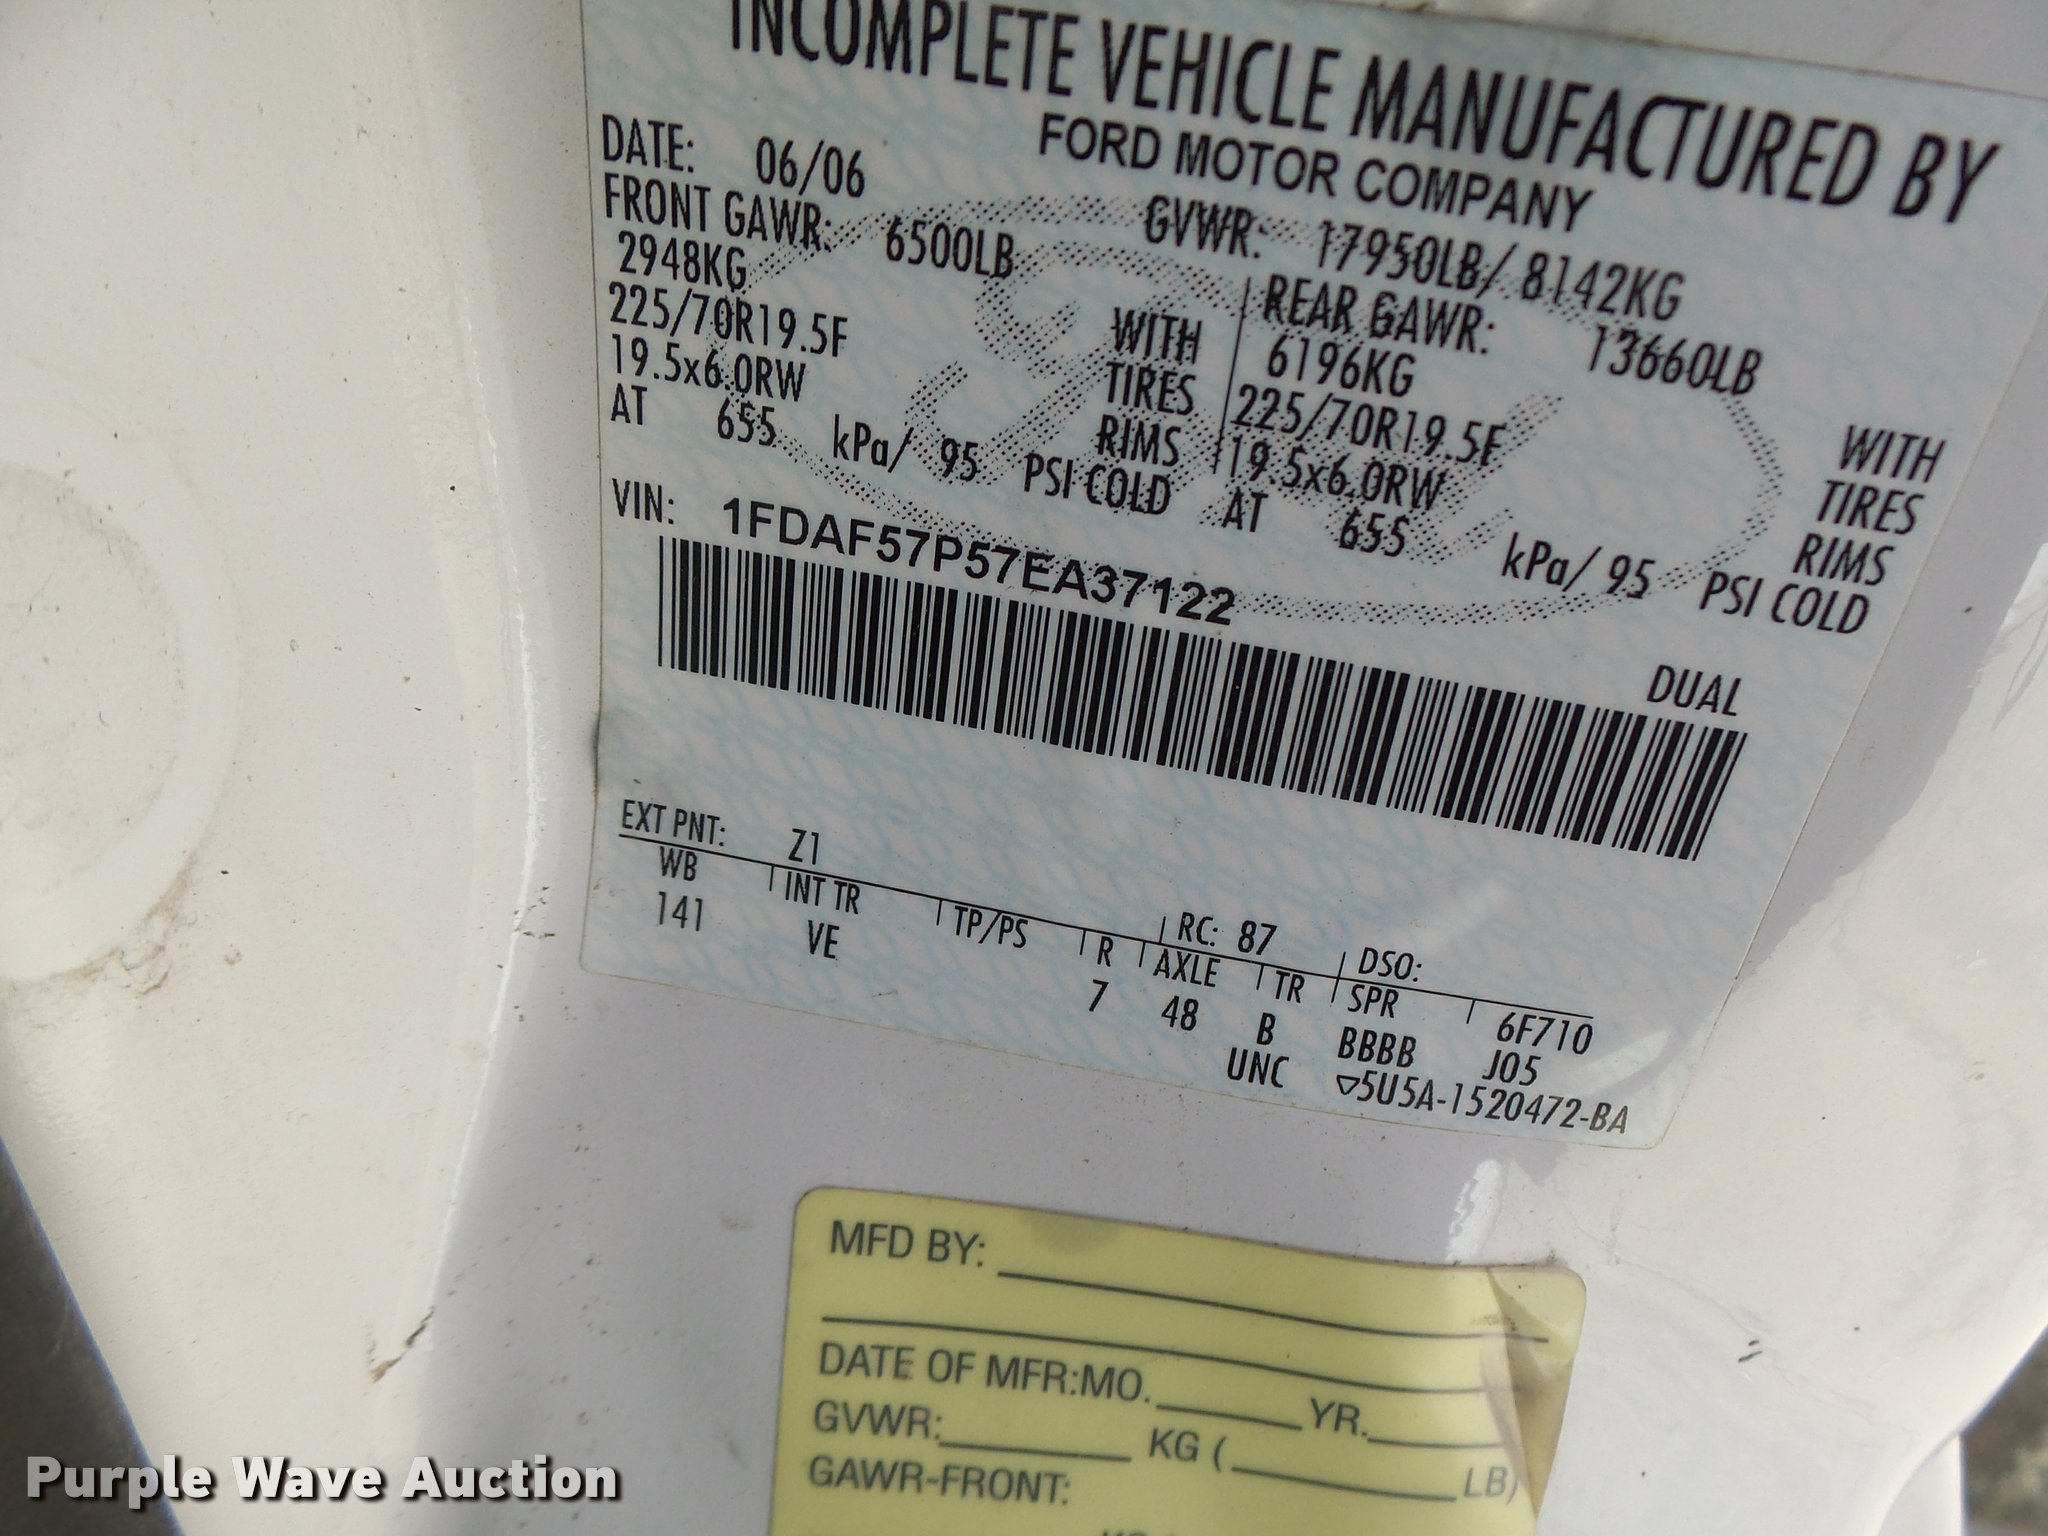 INCOMPLETE VEHICLE MANUFACTURED BY
FORD MOTOR COMPANY
DATE: 06/06 GVWR: 17950LB/ 8142KG
FRONT GAWR: 6500LB REAR GAWR: 13660LB
2948KG WITH 6196KG WITH
225/70R19.5F TIRES 225/70R19.5F TIRES
19.5x6.0RW RIMS 19.5x6.0RW RIMS
AT 655 kPa/ 95 PSI COLD AT 655 kPa/ 95 PSI COLD
VIN: 1FDAF57P57EA37122
DUAL
EXT PNT: Z1 RC: 87 DSO:
WB INT TR TP/PS R AXLE TR SPR 6F710
141 VE 7 48 B BBBB J05
UNC ▽5U5A-1520472-BA
MFD BY:
DATE OF MFR:MO. YR.
GVWR: KG ( LB)
GAWR-FRONT:
Purple Wave Auction